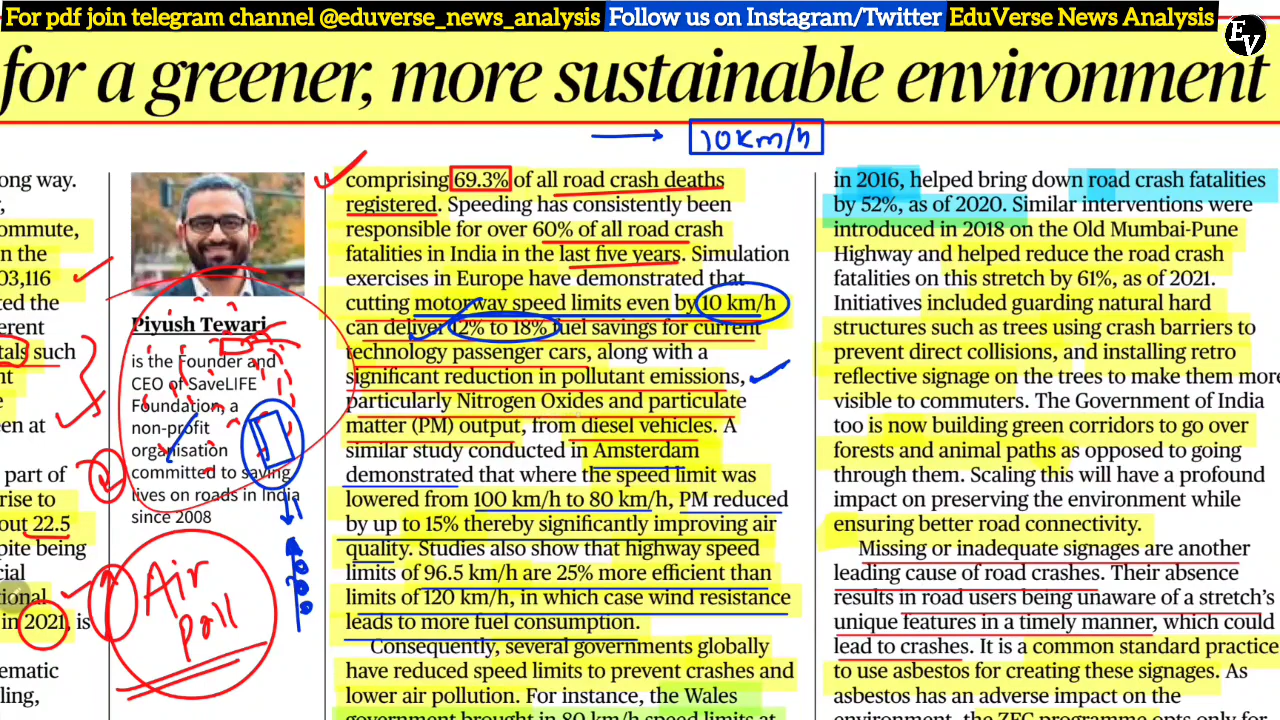 For pdf join telegram channel @eduverse_news_analysis Follow us on Instagram/Twitter EduVerse News Analysis
EV
for a greener, more sustainable environment
10Km/h
ong way.
ommute,
n the
03,116
ted the
erent
tals such
nt
e
een at
part of
rise to
out 22.5
pite being
cial
tional
in 2021, is
ematic
ling,
Piyush Tewari
is the Founder and
CEO of SaveLIFE
Foundation, a
non-profit
organisation
committed to saving
lives on roads in India
since 2008
Air
Poll
comprising 69.3% of all road crash deaths
registered. Speeding has consistently been
responsible for over 60% of all road crash
fatalities in India in the last five years. Simulation
exercises in Europe have demonstrated that
cutting motorway speed limits even by 10 km/h
can deliver 12% to 18% fuel savings for current
technology passenger cars, along with a
significant reduction in pollutant emissions,
particularly Nitrogen Oxides and particulate
matter (PM) output, from diesel vehicles. A
similar study conducted in Amsterdam
demonstrated that where the speed limit was
lowered from 100 km/h to 80 km/h, PM reduced
by up to 15% thereby significantly improving air
quality. Studies also show that highway speed
limits of 96.5 km/h are 25% more efficient than
limits of 120 km/h, in which case wind resistance
leads to more fuel consumption.
Consequently, several governments globally
have reduced speed limits to prevent crashes and
lower air pollution. For instance, the Wales
government brought in 80 km/h speed limits at
in 2016, helped bring down road crash fatalities
by 52%, as of 2020. Similar interventions were
introduced in 2018 on the Old Mumbai-Pune
Highway and helped reduce the road crash
fatalities on this stretch by 61%, as of 2021.
Initiatives included guarding natural hard
structures such as trees using crash barriers to
prevent direct collisions, and installing retro
reflective signage on the trees to make them more
visible to commuters. The Government of India
too is now building green corridors to go over
forests and animal paths as opposed to going
through them. Scaling this will have a profound
impact on preserving the environment while
ensuring better road connectivity.
Missing or inadequate signages are another
leading cause of road crashes. Their absence
results in road users being unaware of a stretch's
unique features in a timely manner, which could
lead to crashes. It is a common standard practice
to use asbestos for creating these signages. As
asbestos has an adverse impact on the
environment, the ZFC programme opts only for